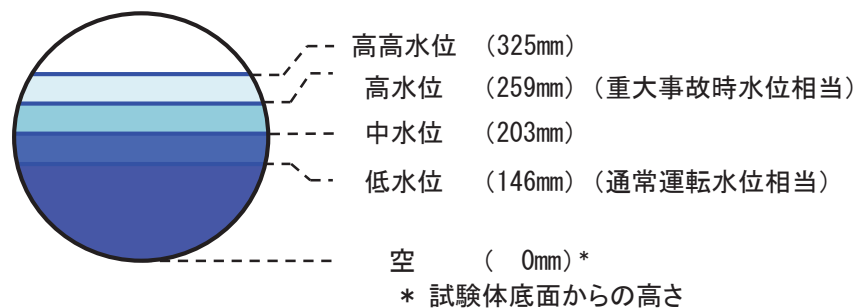 高高水位 (325㎜)
高水位 (259㎜) (重大事故時水位相当)
中水位 (203㎜)
低水位 (146㎜) (通常運転水位相当)
空 ( 0㎜)*
* 試験体底面からの高さ